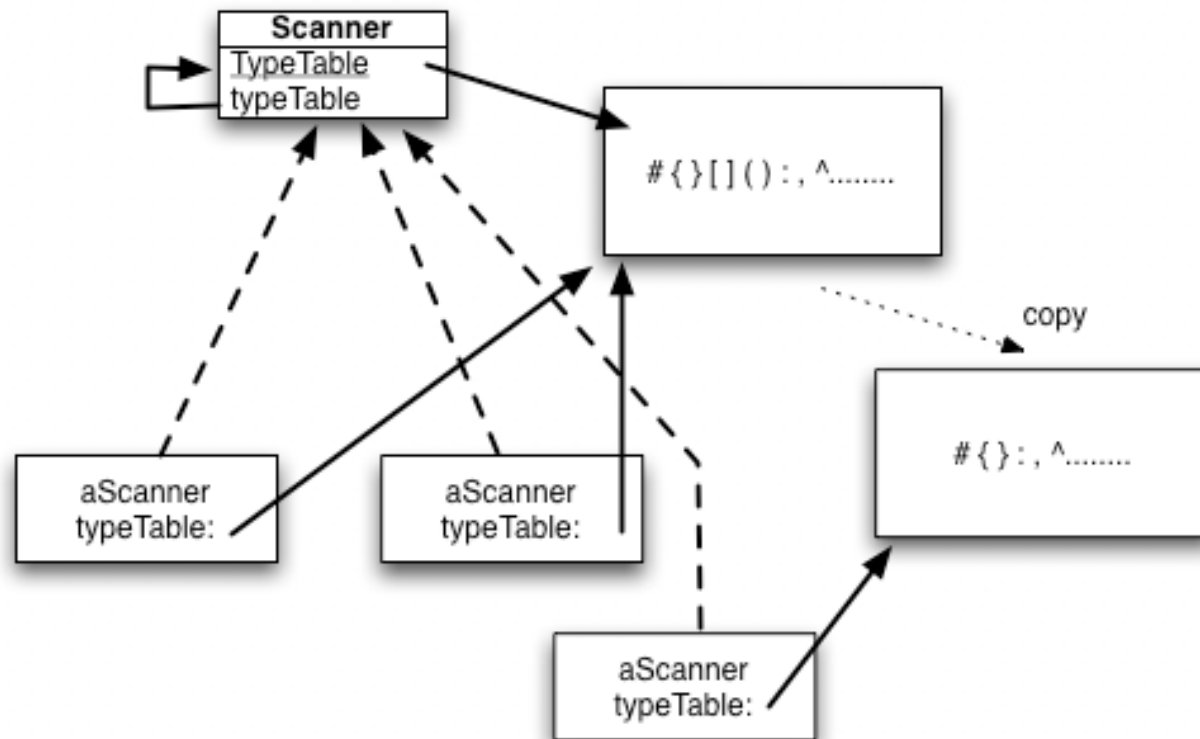 Scanner
TypeTable
typeTable
#{}[]():,^........
copy
#{}:,^........
aScanner
typeTable:
aScanner
typeTable:
aScanner
typeTable: